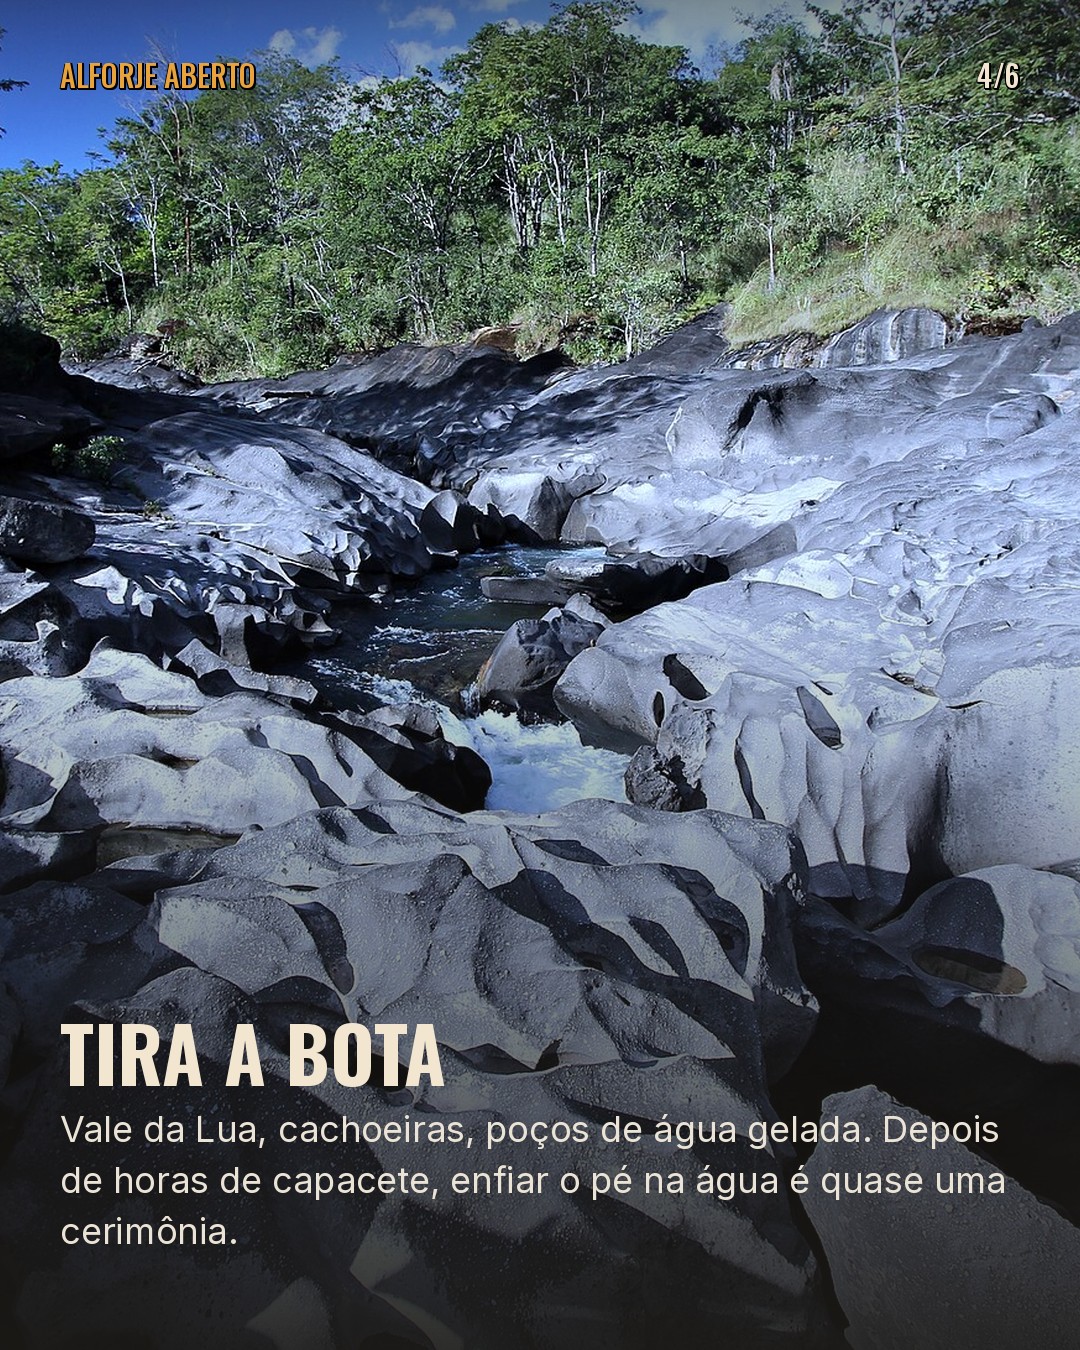 ALFORJE ABERTO
4/6
TIRA A BOTA
Vale da Lua, cachoeiras, poços de água gelada. Depois
de horas de capacete, enfiar o pé na água é quase uma
cerimônia.